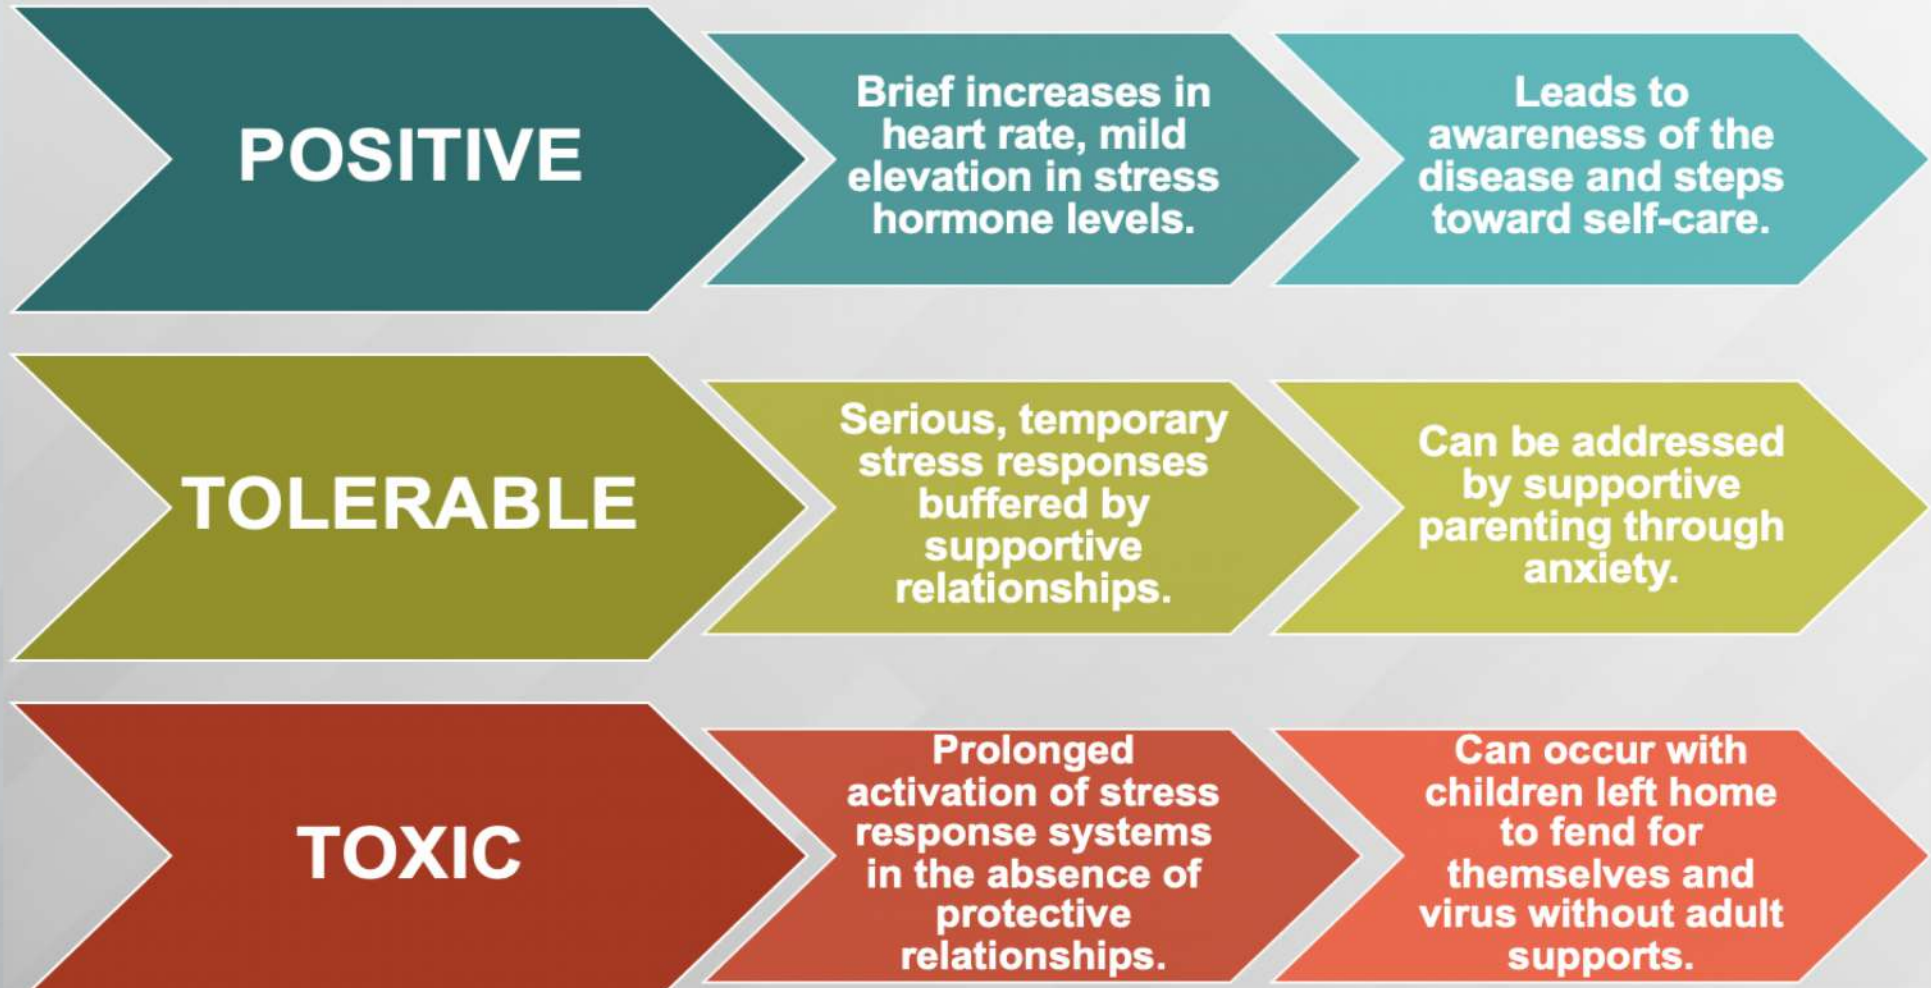 POSITIVE
Brief increases in
heart rate, mild
elevation in stress
hormone levels.
Leads to
awareness of the
disease and steps
toward self-care.
TOLERABLE
Serious, temporary
stress responses
buffered by
supportive
relationships.
Can be addressed
by supportive
parenting through
anxiety.
TOXIC
Prolonged
activation of stress
response systems
in the absence of
protective
relationships.
Can occur with
children left home
to fend for
themselves and
virus without adult
supports.